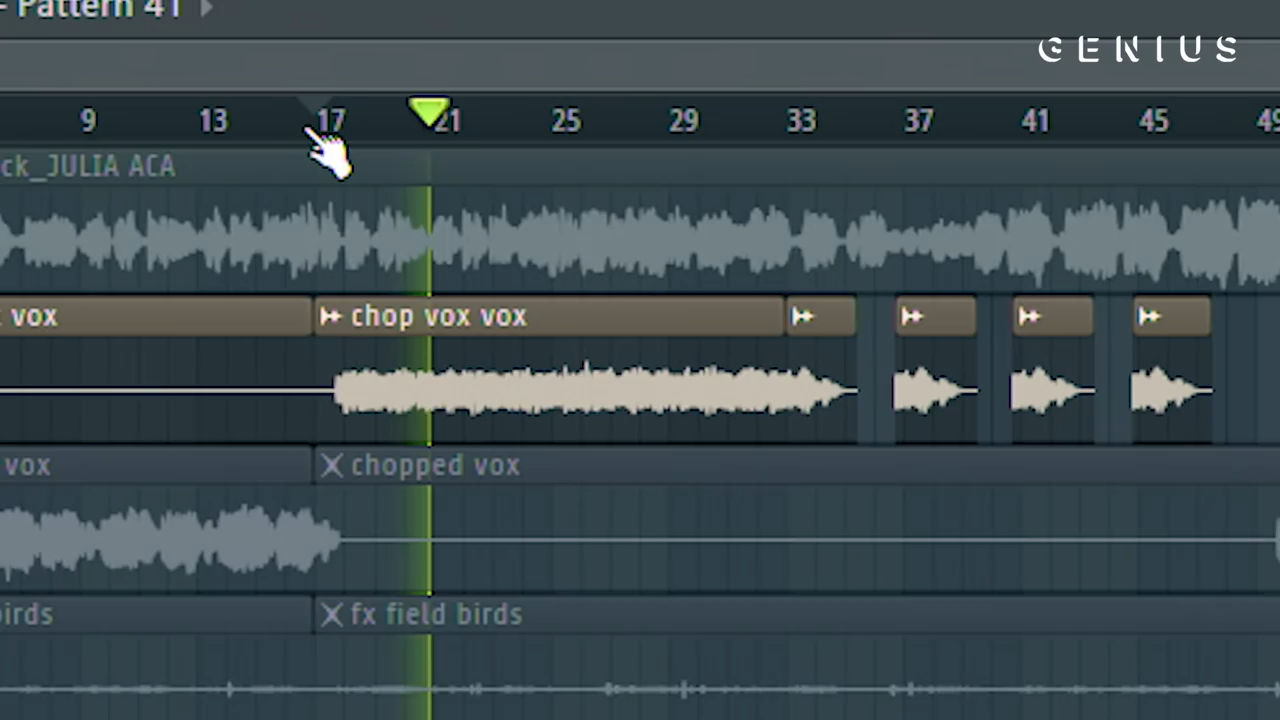 - Pattern 41
GENIUS
9 13 17 21 25 29 33 37 41 45 49
ck_JULIA ACA
vox chop vox vox
vox chopped vox
birds fx field birds